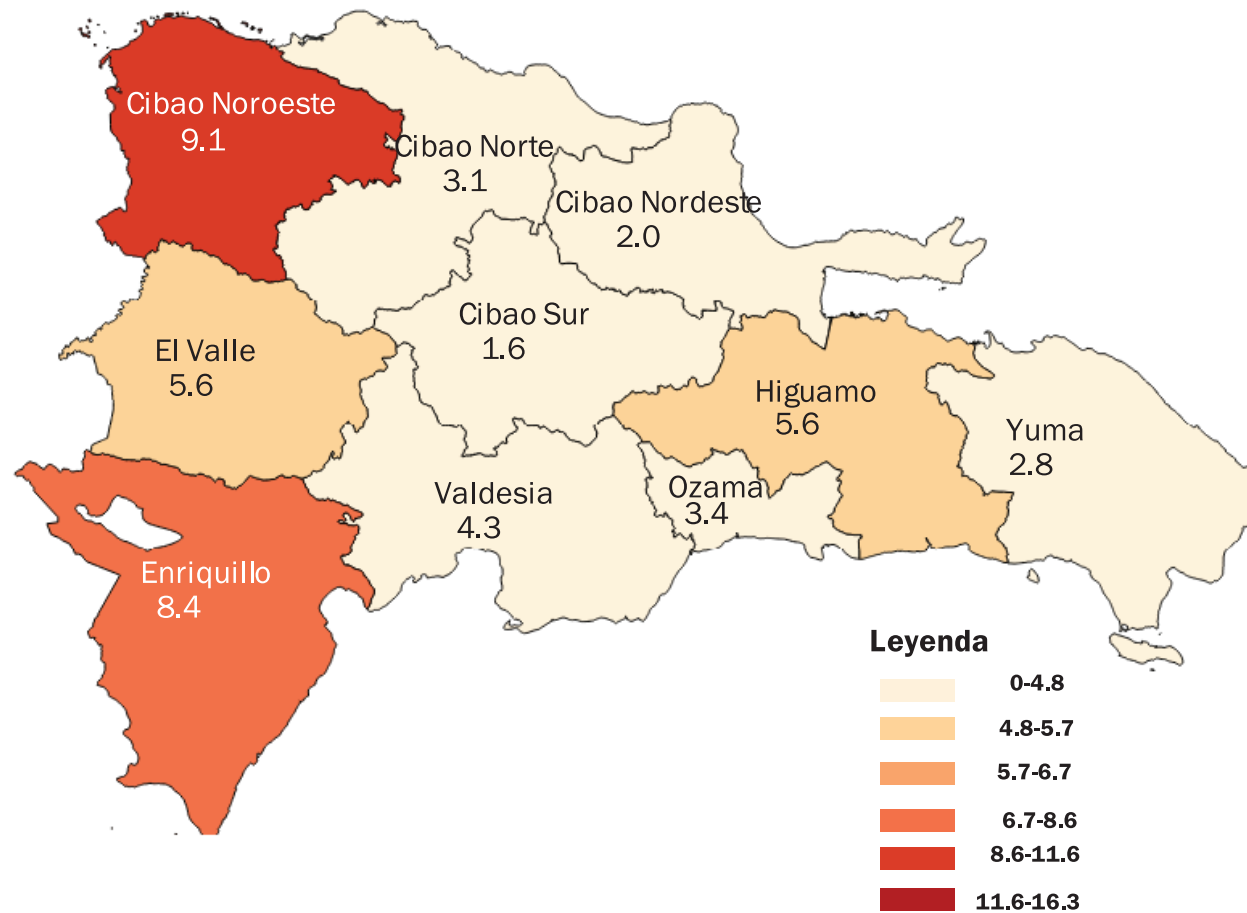 Cibao Noroeste
9.1
Cibao Norte
3.1
Cibao Nordeste
2.0
Cibao Sur
1.6
El Valle
5.6
Higuamo
5.6
Yuma
2.8
Valdesia
4.3
Ozama
3.4
Enriquillo
8.4
Leyenda
0-4.8
4.8-5.7
5.7-6.7
6.7-8.6
8.6-11.6
11.6-16.3